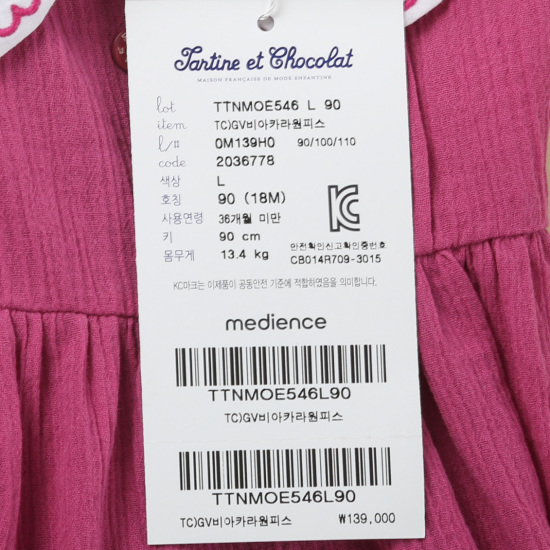 Tartine et Chocolat
MAISON FRANÇAISE DE MODE ENFANTINE
lot TTNMOE546 L 90
item TC)GV비아카라원피스
l/# 0M139H0 90/100/110
code 2036778
색상 L
호칭 90 (18M)
사용연령 36개월 미만
키 90 cm
몸무게 13.4 kg
KC
안전확인신고확인증번호
CB014R709-3015
KC마크는 이제품이 공통안전 기준에 적합하였음을 의미합니다.
medience
TTNMOE546L90
TC)GV비아카라원피스
TTNMOE546L90
TC)GV비아카라원피스 ₩139,000